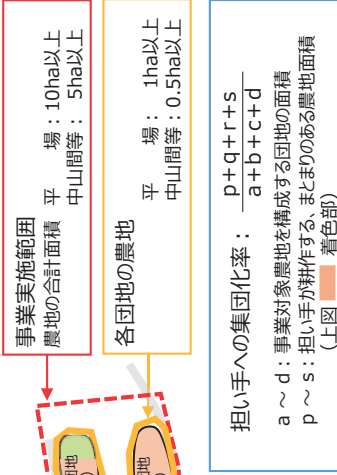 事業実施範囲
農地の合計面積 平　場：10ha以上
中山間等： 5ha以上
各団地の農地
平　場： 1ha以上
中山間等：0.5ha以上
団地
団地
担い手への集団化率： p+q+r+s
a+b+c+d
a ～ d：事業対象農地を構成する団地の面積
p ～ s：担い手が耕作する、まとまりのある農地面積
（上図 着色部）